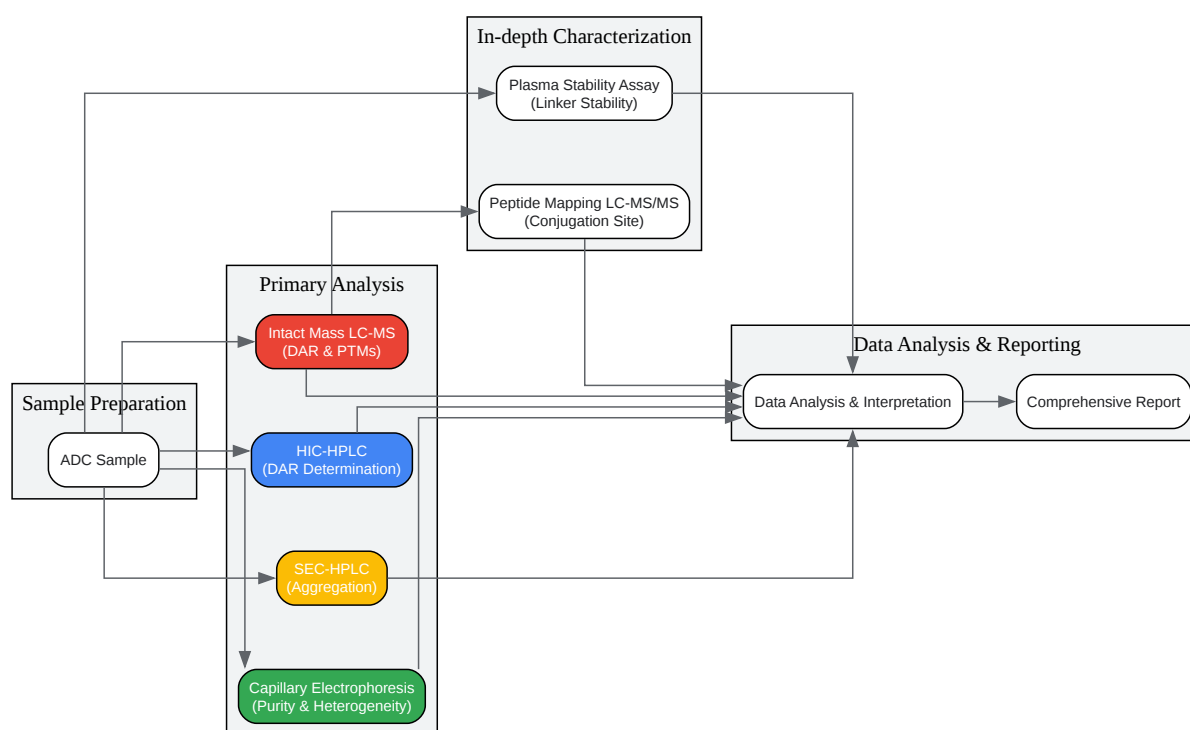 In-depth Characterization
Plasma Stability Assay
(Linker Stability)
Peptide Mapping LC-MS/MS
(Conjugation Site)
Primary Analysis
Intact Mass LC-MS
(DAR & PTMs)
HIC-HPLC
(DAR Determination)
SEC-HPLC
(Aggregation)
Capillary Electrophoresis
(Purity & Heterogeneity)
Sample Preparation
ADC Sample
Data Analysis & Reporting
Data Analysis & Interpretation
Comprehensive Report